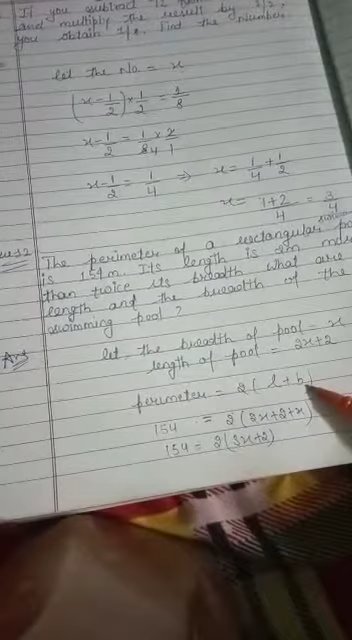 If you subtract 1/2 from
and multiply the result by 1/2,
you obtain 1/8. Find the Number.
let the No = x
(x - 1/2) × 1/2 = 1/8
x - 1/2 = 1/84 × 2/1
x - 1/2 = 1/4 ⇒ x = 1/4 + 1/2
x = 1+2/4 = 3/4
Ques 2 The perimeter of a rectangular
is 154m Its length is 2m more
than twice its breadth what are
length and the breadth of the
swimming pool?
Ans let the breadth of pool = x
length of pool = 2x+2
perimeter = 2( l+b)
154 = 2(2x+2+x)
154 = 2(3x+2)